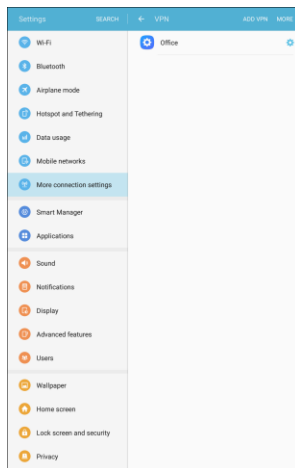 Settings SEARCH
VPN ADD VPN MORE
Wi-Fi
Office
Bluetooth
Airplane mode
Hotspot and Tethering
Data usage
Mobile networks
More connection settings
Smart Manager
Applications
Sound
Notifications
Display
Advanced features
Users
Wallpaper
Home screen
Lock screen and security
Privacy